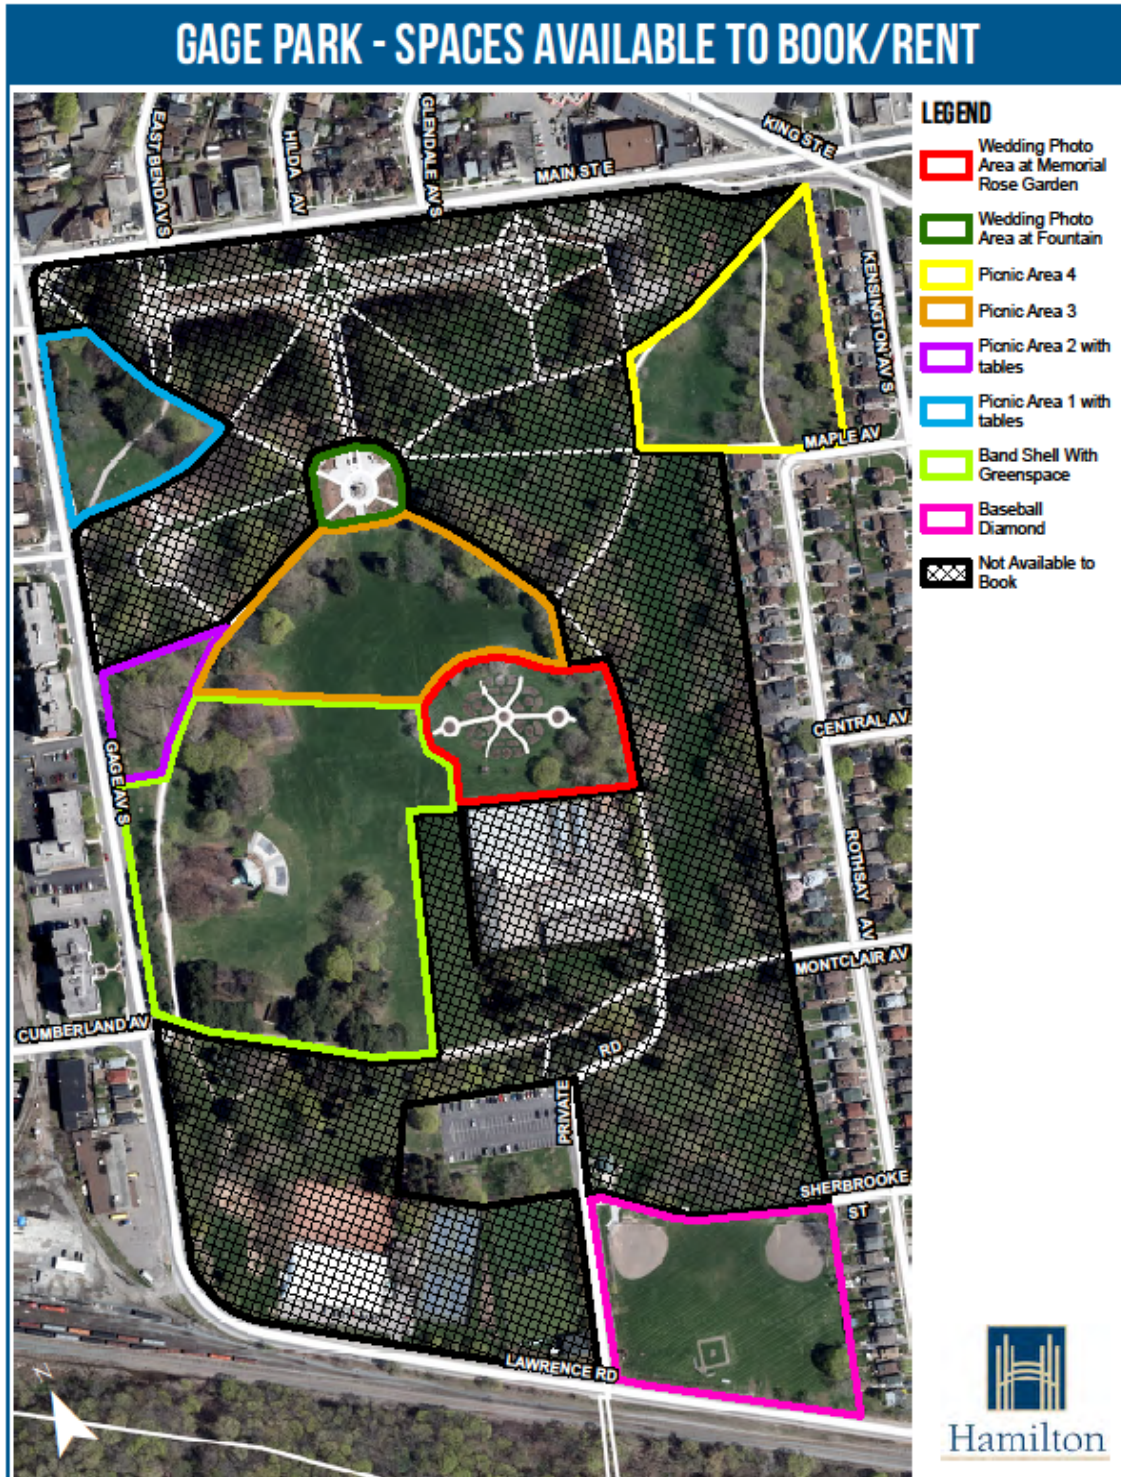 GAGE PARK - SPACES AVAILABLE TO BOOK/RENT
LEGEND
Wedding Photo
Area at Memorial
Rose Garden
Wedding Photo
Area at Fountain
Picnic Area 4
Picnic Area 3
Picnic Area 2 with
tables
Picnic Area 1 with
tables
Band Shell With
Greenspace
Baseball
Diamond
Not Available to
Book
EAST BEND AV S
HILDA AV
GLENDALE AV S
MAIN ST E
KING ST E
KENSINGTON AV S
MAPLE AV
CENTRAL AV
GAGE AV S
ROTHSAY AV
MONTCLAIR AV
CUMBERLAND AV
PRIVATE RD
SHERBROOKE ST
LAWRENCE RD
N
Hamilton